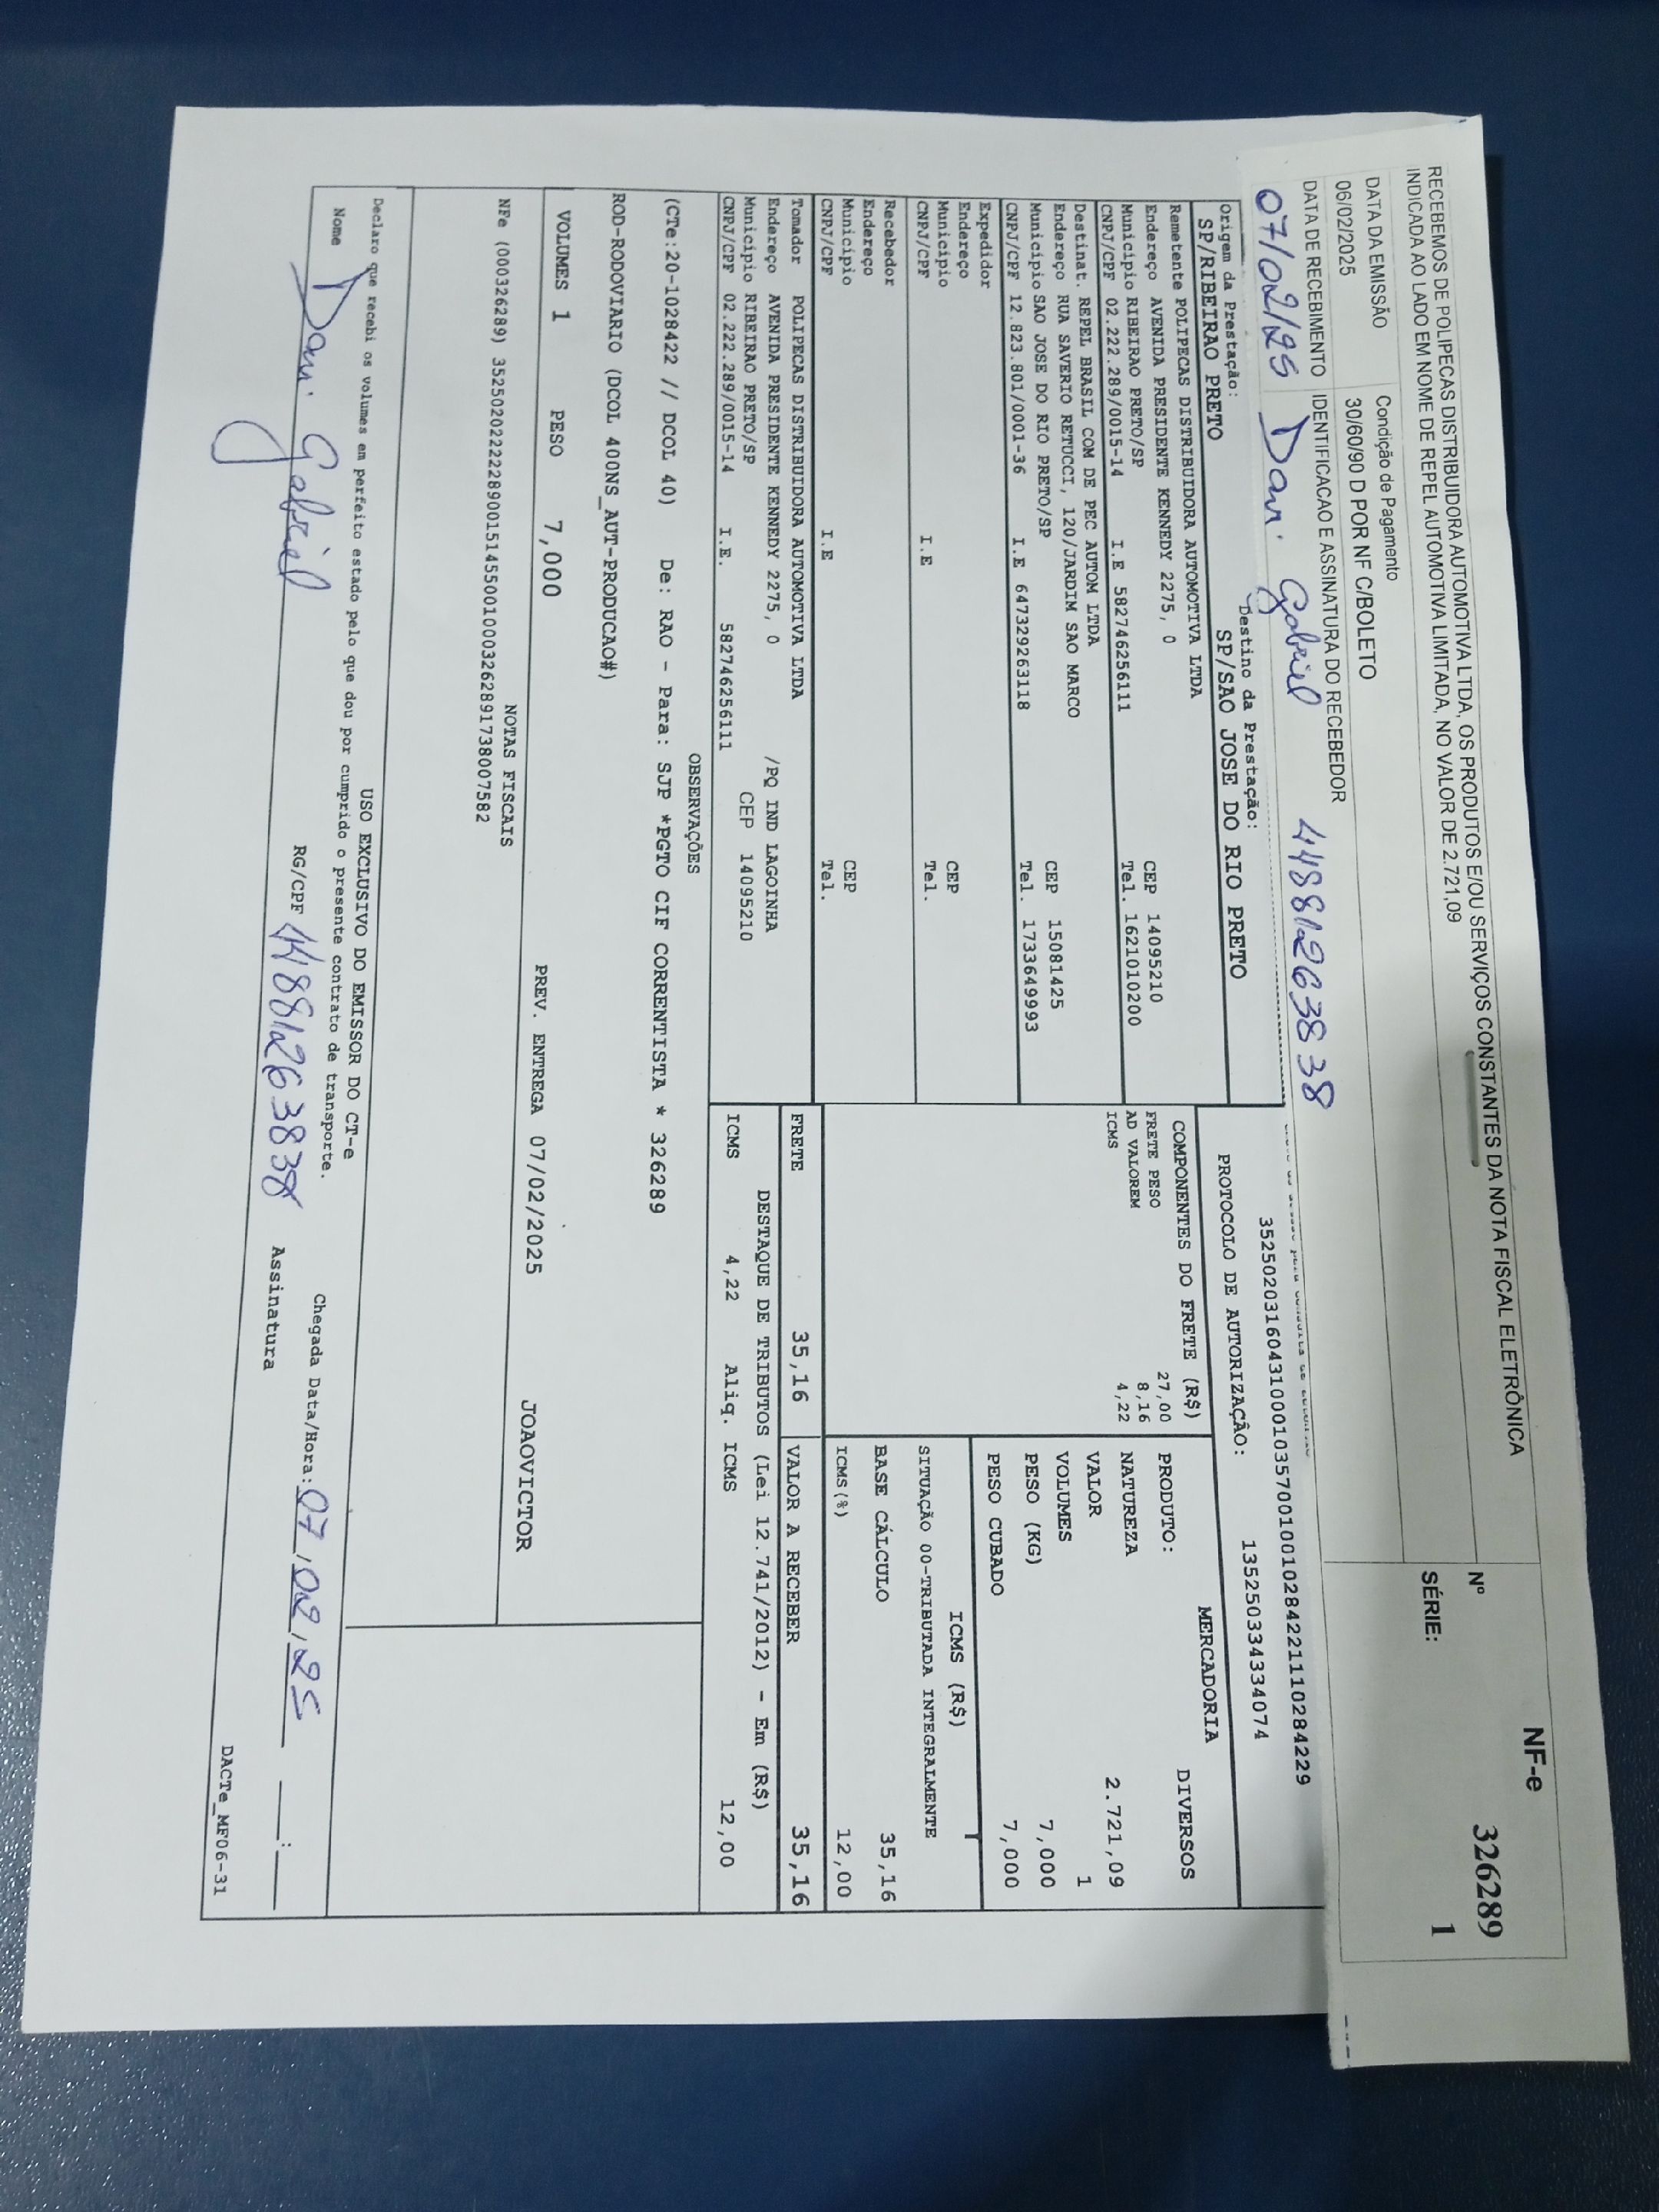 RECEBEMOS DE POLIPECAS DISTRIBUIDORA AUTOMOTIVA LTDA, OS PRODUTOS E/OU SERVIÇOS CONSTANTES DA NOTA FISCAL ELETRÔNICA
INDICADA AO LADO EM NOME DE REPEL AUTOMOTIVA LIMITADA, NO VALOR DE 2.721,09
NF-e
Nº 326289
SÉRIE: 1
DATA DA EMISSÃO
06/02/2025
Condição de Pagamento
30/60/90 D POR NF C/BOLETO
DATA DE RECEBIMENTO
07/02/25
IDENTIFICACAO E ASSINATURA DO RECEBEDOR
Dan. Gabriel 44881263838
35250203160431000103570010010284221110284229
Origem da Prestação:
SP/RIBEIRAO PRETO
Destino da Prestação:
SP/SAO JOSE DO RIO PRETO
PROTOCOLO DE AUTORIZAÇÃO: 135250334334074
Remetente POLIPECAS DISTRIBUIDORA AUTOMOTIVA LTDA
Endereço AVENIDA PRESIDENTE KENNEDY 2275, 0
Município RIBEIRAO PRETO/SP CEP 14095210
CNPJ/CPF 02.222.289/0015-14 I.E 582746256111 Tel. 1621010200
Destinat. REPEL BRASIL COM DE PEC AUTOM LTDA
Endereço RUA SAVERIO RETUCCI, 120/JARDIM SAO MARCO
Município SAO JOSE DO RIO PRETO/SP CEP 15081425
CNPJ/CPF 12.823.801/0001-36 I.E 647329263118 Tel. 1733649993
Expedidor
Endereço
Município CEP
CNPJ/CPF I.E Tel.
Recebedor
Endereço
Município CEP
CNPJ/CPF I.E Tel.
Tomador POLIPECAS DISTRIBUIDORA AUTOMOTIVA LTDA
Endereço AVENIDA PRESIDENTE KENNEDY 2275, 0 /PQ IND LAGOINHA
Município RIBEIRAO PRETO/SP CEP 14095210
CNPJ/CPF 02.222.289/0015-14 I.E. 582746256111
COMPONENTES DO FRETE (R$)
FRETE PESO 27,00
AD VALOREM 8,16
ICMS 4,22
MERCADORIA
PRODUTO: DIVERSOS
NATUREZA
VALOR 2.721,09
VOLUMES 1
PESO (KG) 7,000
PESO CUBADO 7,000
ICMS (R$)
SITUAÇÃO 00-TRIBUTADA INTEGRALMENTE
BASE CÁLCULO 35,16
ICMS(%) 12,00
FRETE 35,16
VALOR A RECEBER 35,16
DESTAQUE DE TRIBUTOS (Lei 12.741/2012) - Em (R$)
ICMS 4,22 Aliq. ICMS 12,00
OBSERVAÇÕES
(CTe:20-1028422 // DCOL 40) De: RAO - Para: SJP *PGTO CIF CORRENTISTA * 326289
ROD-RODOVIARIO (DCOL 400NS_AUT-PRODUCAO#)
VOLUMES 1 PESO 7,000 PREV. ENTREGA 07/02/2025 JOAOVICTOR
NOTAS FISCAIS
NFe (000326289) 35250202222289001514550010003262891738007582
USO EXCLUSIVO DO EMISSOR DO CT-e
Declaro que recebi os volumes em perfeito estado pelo que dou por cumprido o presente contrato de transporte.
Chegada Data/Hora: 07/02/25 __:__
Nome Dan. Gabriel RG/CPF 44881263838 Assinatura
DACTe_MF06-31